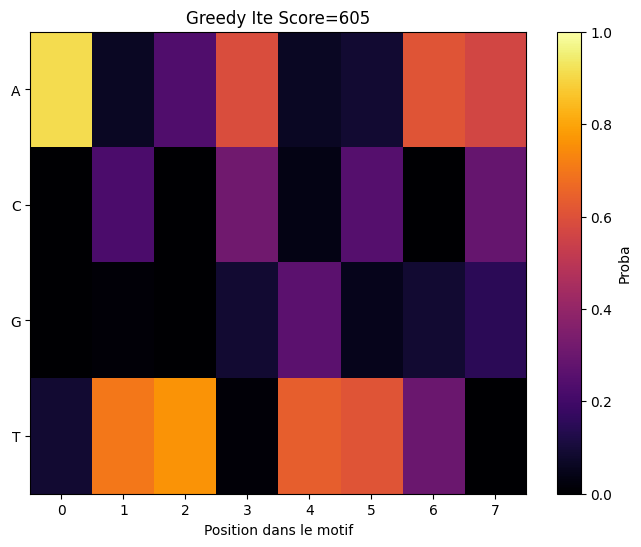 Greedy Ite Score=605
A
C
G
T
0 1 2 3 4 5 6 7
Position dans le motif
1.0
0.8
0.6
0.4
0.2
0.0
Proba